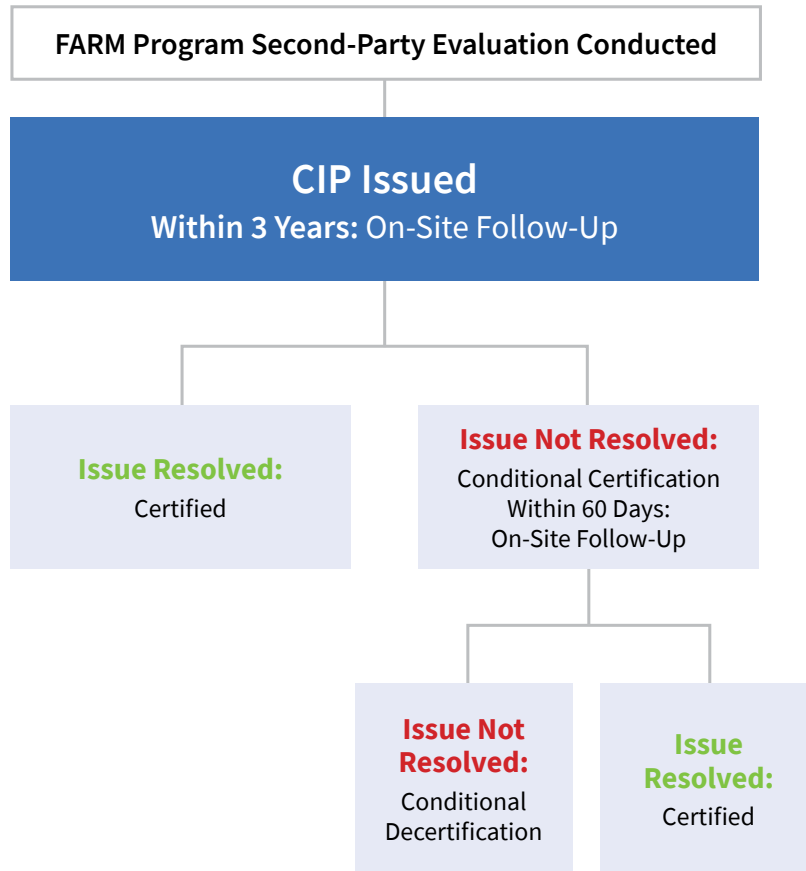 FARM Program Second-Party Evaluation Conducted
CIP Issued
Within 3 Years: On-Site Follow-Up
Issue Resolved:
Certified
Issue Not Resolved:
Conditional Certification
Within 60 Days:
On-Site Follow-Up
Issue Not
Resolved:
Conditional
Decertification
Issue
Resolved:
Certified